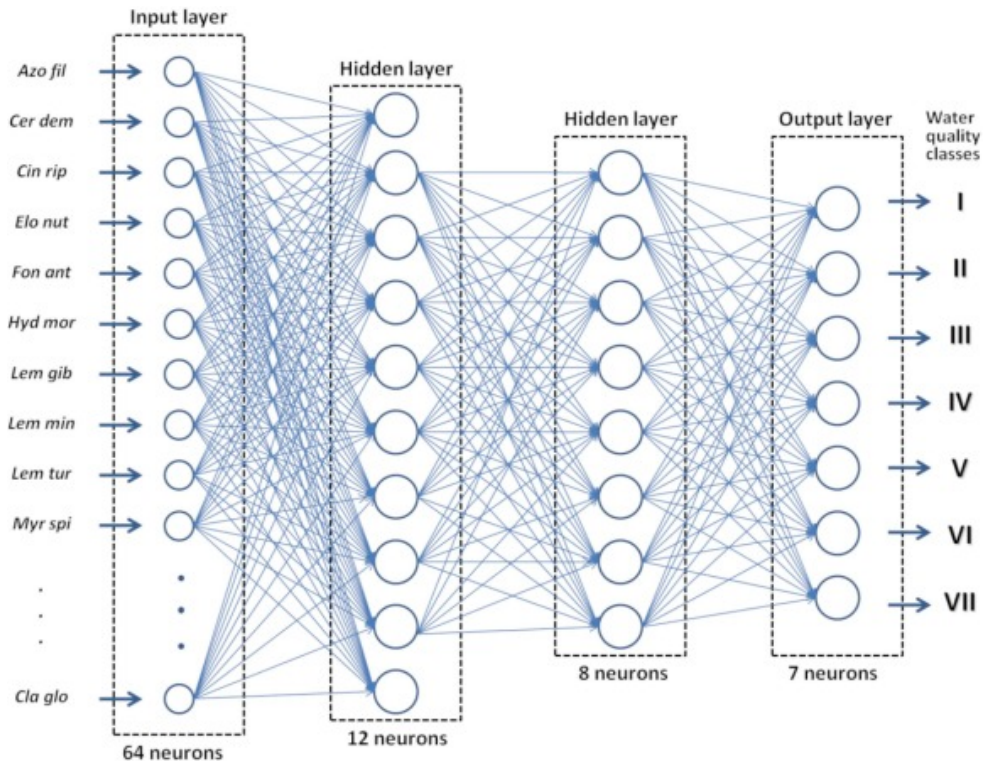 Input layer
Hidden layer
Hidden layer
Output layer
Water
quality
classes
Azo fil
Cer dem
Cin rip
Elo nut
Fon ant
Hyd mor
Lem gib
Lem min
Lem tur
Myr spi
Cla glo
I
II
III
IV
V
VI
VII
64 neurons
12 neurons
8 neurons
7 neurons